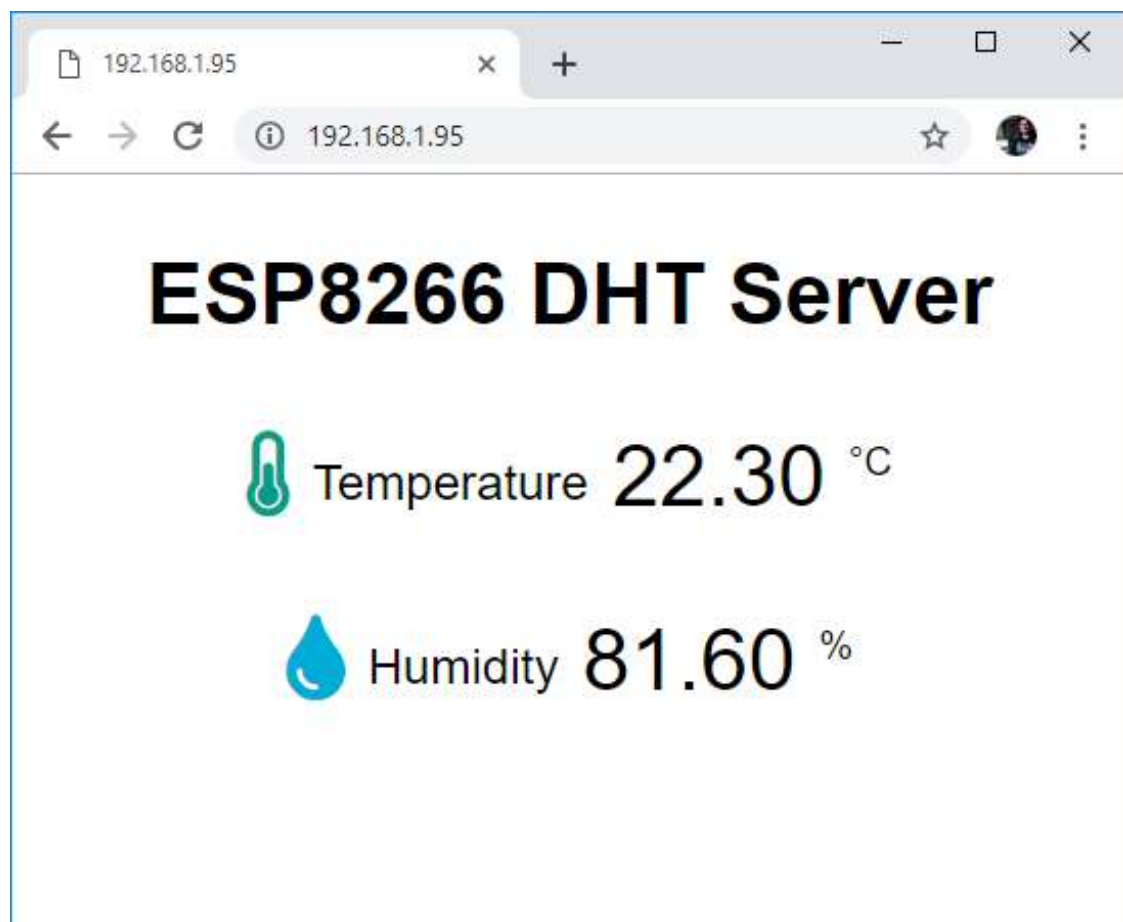 192.168.1.95
192.168.1.95
ESP8266 DHT Server
Temperature 22.30 °C
Humidity 81.60 %